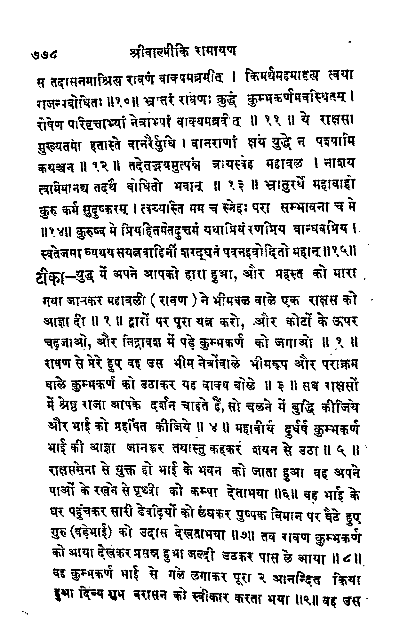 ७७८ श्रीवाल्मीकि रामायण
स तदासनमाश्रित्य रावणं वाक्यमब्रवीत् । किमर्थमहमादृत्य त्वया
राजन्प्रबोधितः ॥१०॥ भ्रातरं रावणः क्रुद्धं कुम्भकर्णमवस्थितम् ।
रोषेण परिवृत्ताभ्यां नेत्राभ्यां वाक्यमब्रवीत् ॥ ११ ॥ ये राक्षसा
मुख्यतमा हतास्ते वानरैर्युधि । वानराणां क्षयं युद्धे न पश्यामि
कथञ्चन ॥ १२ ॥ तदेतद्भयमुत्पन्नं त्रायस्वेह महाबल । नाशय
त्वमिमानद्य तदर्थं बोधितो भवान् ॥ १३ ॥ भ्रातुरर्थे महाबाहो
कुरु कर्म सुदुष्करम् । त्वय्यस्ति मम च स्नेहः परा सम्भावना च मे
॥१४॥ कुरुष्व मे प्रियहितमेतदुत्तमं यथाप्रियंरणप्रिय बान्धवप्रिय ।
स्वतेजसा व्यथय सपत्नवाहिनीं शरद्घनं पवनइवोदितो महान् ॥१५॥
टीका—युद्ध में अपने आपको हारा हुआ, और प्रहस्त को मारा
गया जानकर महाबली (रावण) ने भीमबल वाले एक राक्षस को
आज्ञा दी ॥ १ ॥ द्वारों पर पूरा यत्न करो, और कोटों के ऊपर
चढ़जाओ, और निद्रावश में पड़े कुम्भकर्ण को जगाओ ॥ २ ॥
रावण से प्रेरे हुए वह उस भीम नेत्रोंवाले भीमरूप और पराक्रम
वाले कुम्भकर्ण को उठाकर यह वाक्य बोले ॥ ३ ॥ सब राक्षसों
में श्रेष्ठ राजा आपके दर्शन चाहते हैं, सो चलने में बुद्धि कीजिये
और भाई को प्रहर्षित कीजिये ॥ ४ ॥ महावीर्य दुर्धर्ष कुम्भकर्ण
भाई की आज्ञा जानकर तथास्तु कहकर शयन से उठा ॥ ५ ॥
राक्षससेना से युक्त हो भाई के भवन को जाता हुआ वह अपने
पाओं के रखने से पृथ्वी को कम्पा देताभया ॥६॥ वह भाई के
घर पहुंचकर सारी देवढ़ियों को लंघकर पुष्पक विमान पर बैठे हुए
गुरु (बड़ेभाई) को उदास देखताभया ॥७॥ तब रावण कुम्भकर्ण
को आया देखकर प्रसन्न हुआ जल्दी उठकर पास ले आया ॥८॥
वह कुम्भकर्ण भाई से गले लगाकर पूरा २ आनन्दित किया
हुआ दिव्य शुभ वरासन को स्वीकार करता भया ॥९॥ वह उस